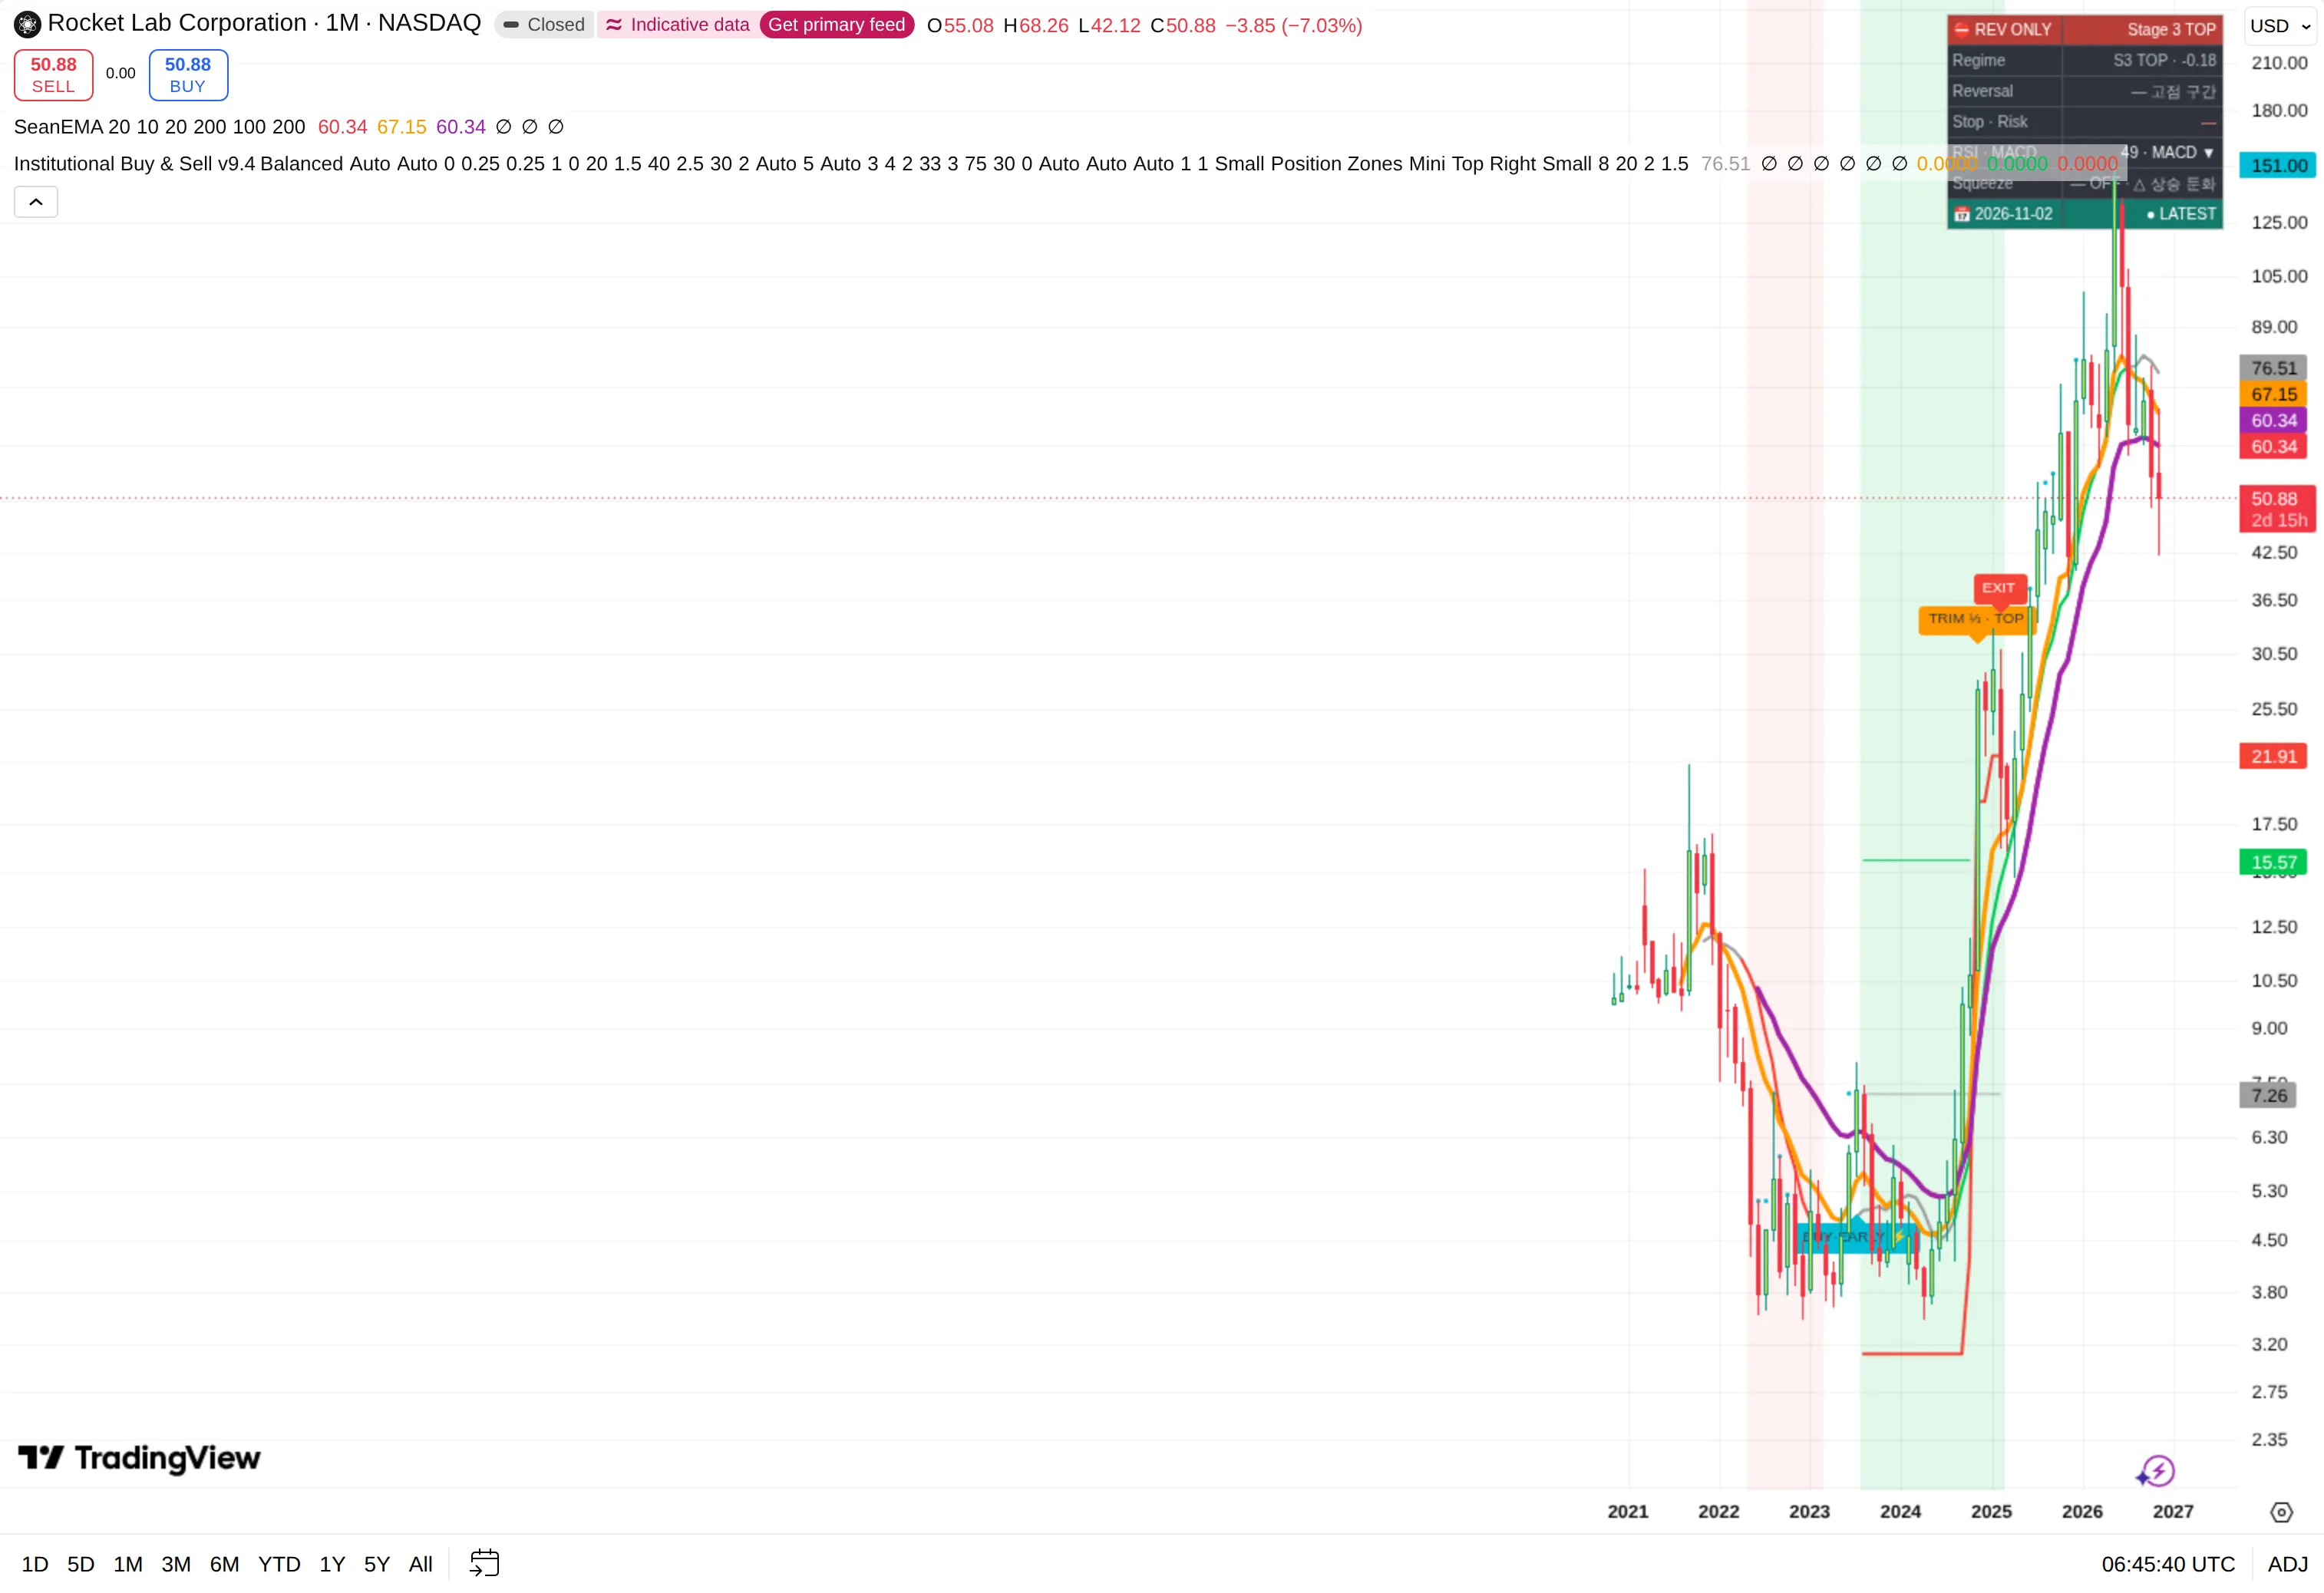 Rocket Lab Corporation · 1M · NASDAQ Closed Indicative data Get primary feed O55.08 H68.26 L42.12 C50.88 −3.85 (−7.03%)
50.88 SELL 0.00 50.88 BUY
SeanEMA 20 10 20 200 100 200 60.34 67.15 60.34 ∅ ∅ ∅
Institutional Buy & Sell v9.4 Balanced Auto Auto 0 0.25 0.25 1 0 20 1.5 40 2.5 30 2 Auto 5 Auto 3 4 2 33 3 75 30 0 Auto Auto Auto 1 1 Small Position Zones Mini Top Right Small 8 20 2 1.5 76.51 ∅ ∅ ∅ ∅ ∅ ∅ 0.0000 0.0000 0.0000
⛔ REV ONLY Stage 3 TOP
Regime S3 TOP · -0.18
Reversal — 고점 구간
Stop · Risk —
RSI · MACD 49 · MACD ▼
Squeeze — OFF · △ 상승 둔화
📅 2026-11-02 ● LATEST
USD
210.00
180.00
151.00
125.00
105.00
89.00
76.51
67.15
60.34
60.34
50.88
2d 15h
42.50
36.50
30.50
25.50
21.91
17.50
15.57
12.50
10.50
9.00
7.26
6.30
5.30
4.50
3.80
3.20
2.75
2.35
EXIT
TRIM ⅓ · TOP
BUY·EARLY ⚡
TradingView
2021 2022 2023 2024 2025 2026 2027
1D 5D 1M 3M 6M YTD 1Y 5Y All 06:45:40 UTC ADJ